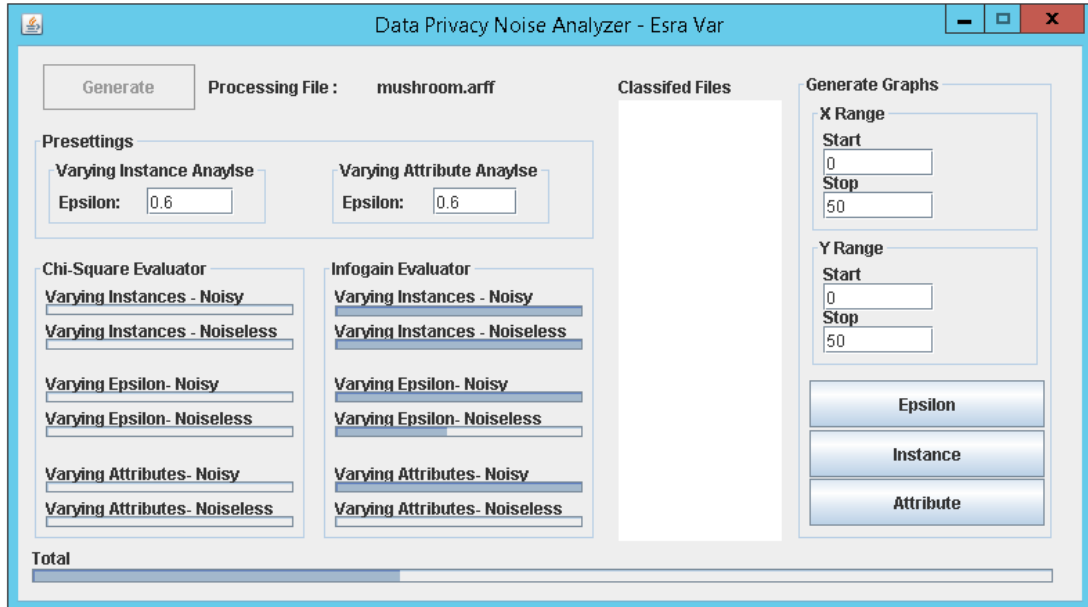 Data Privacy Noise Analyzer - Esra Var
Generate
Processing File :
mushroom.arff
Presettings
Varying Instance Anaylse
Epsilon:
0.6
Varying Attribute Anaylse
Epsilon:
0.6
Chi-Square Evaluator
Varying Instances - Noisy
Varying Instances - Noiseless
Varying Epsilon- Noisy
Varying Epsilon- Noiseless
Varying Attributes- Noisy
Varying Attributes- Noiseless
Infogain Evaluator
Varying Instances - Noisy
Varying Instances - Noiseless
Varying Epsilon- Noisy
Varying Epsilon- Noiseless
Varying Attributes- Noisy
Varying Attributes- Noiseless
Classifed Files
Generate Graphs
X Range
Start
0
Stop
50
Y Range
Start
0
Stop
50
Epsilon
Instance
Attribute
Total